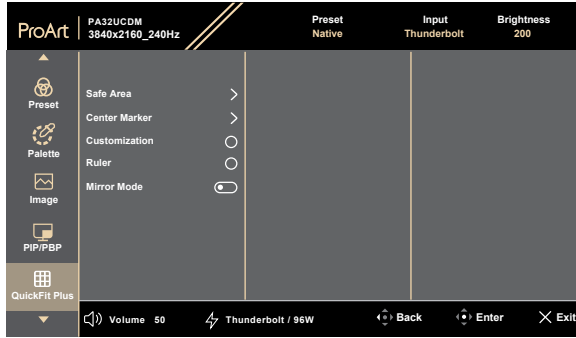 ProArt
PA32UCDM
3840x2160_240Hz
Preset
Native
Input
Thunderbolt
Brightness
200
Preset
Palette
Image
PIP/PBP
QuickFit Plus
Safe Area
Center Marker
Customization
Ruler
Mirror Mode
Volume 50
Thunderbolt / 96W
Back
Enter
Exit